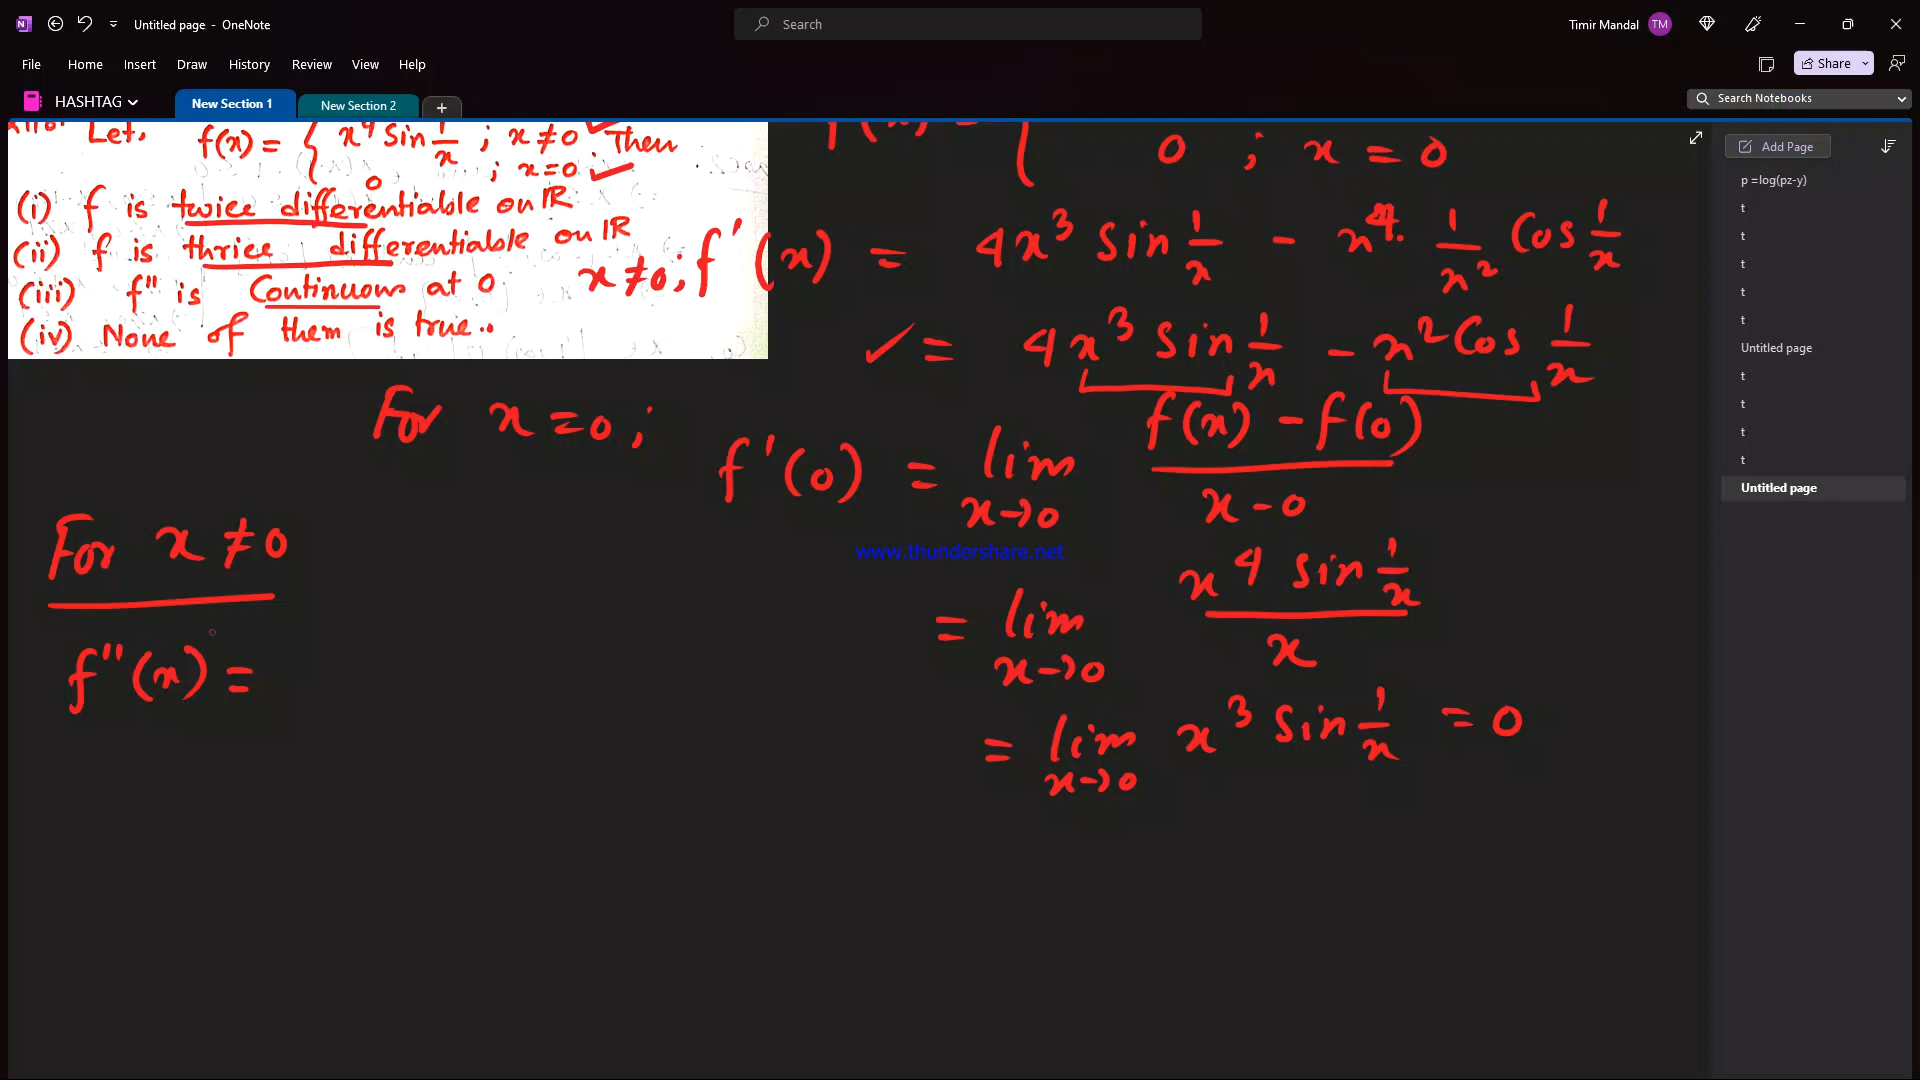 Untitled page - OneNote
Search
Timir Mandal TM
File Home Insert Draw History Review View Help
Share
HASHTAG
New Section 1
New Section 2
+
Search Notebooks
Let, f(x) = { x⁴ Sin 1/x ; x≠0 Then
0 ; x=0
(i) f is twice differentiable on IR
(ii) f is thrice differentiable on IR
(iii) f" is Continuous at 0
(iv) None of them is true..
0 ; x = 0
x≠0; f'(x) = 4x³ Sin 1/x - x⁴. 1/x² Cos 1/x
✓ = 4x³ Sin 1/x - x² Cos 1/x
For x = 0 ;
f'(0) = lim x→0 f(x) - f(0) / x - 0
www.thundershare.net
= lim x→0 x⁴ Sin 1/x / x
= lim x→0 x³ Sin 1/x = 0
For x ≠ 0
f"(x) =
Add Page
p =log(pz-y)
t
t
t
t
t
Untitled page
t
t
t
t
Untitled page